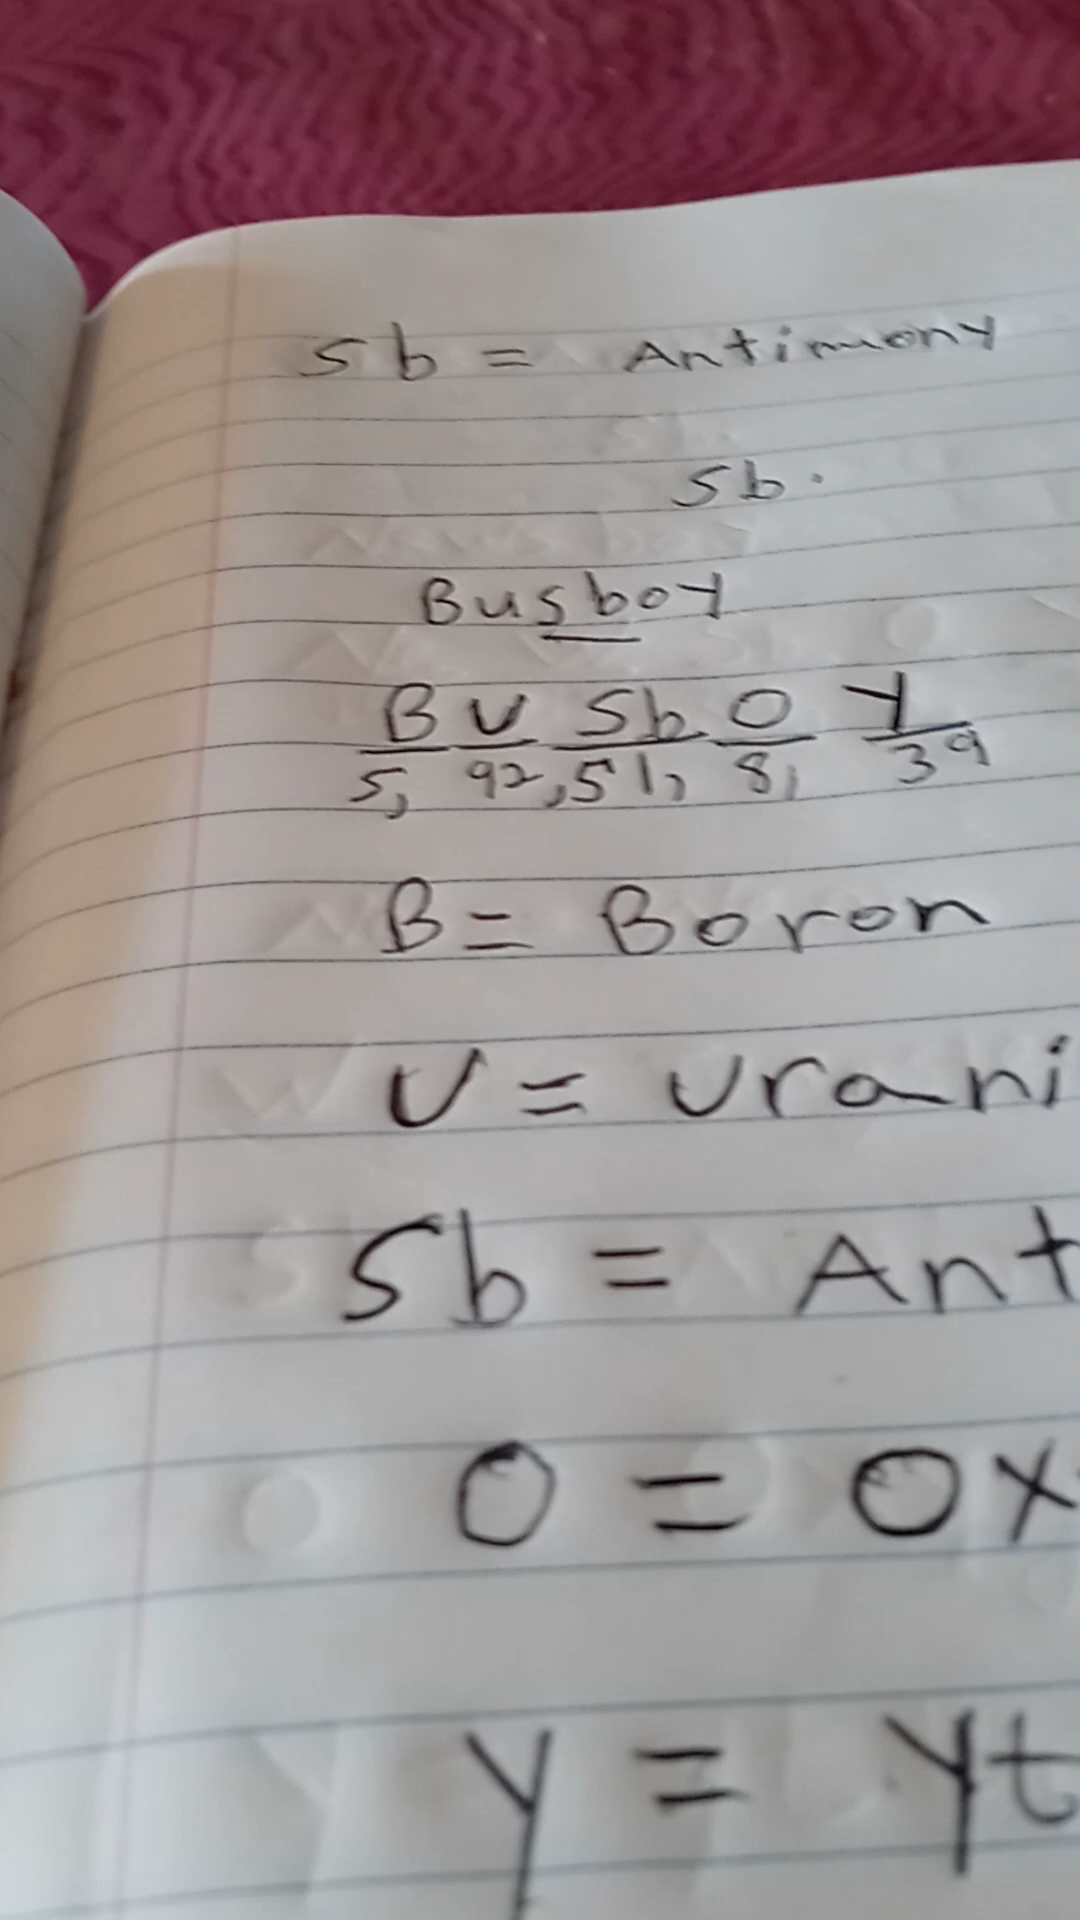 Sb = Antimony
Sb.
Busboy
B U Sb O Y
5, 92, 51, 8, 39
B = Boron
U = Urani
Sb = Ant
O = Ox
Y = Yt